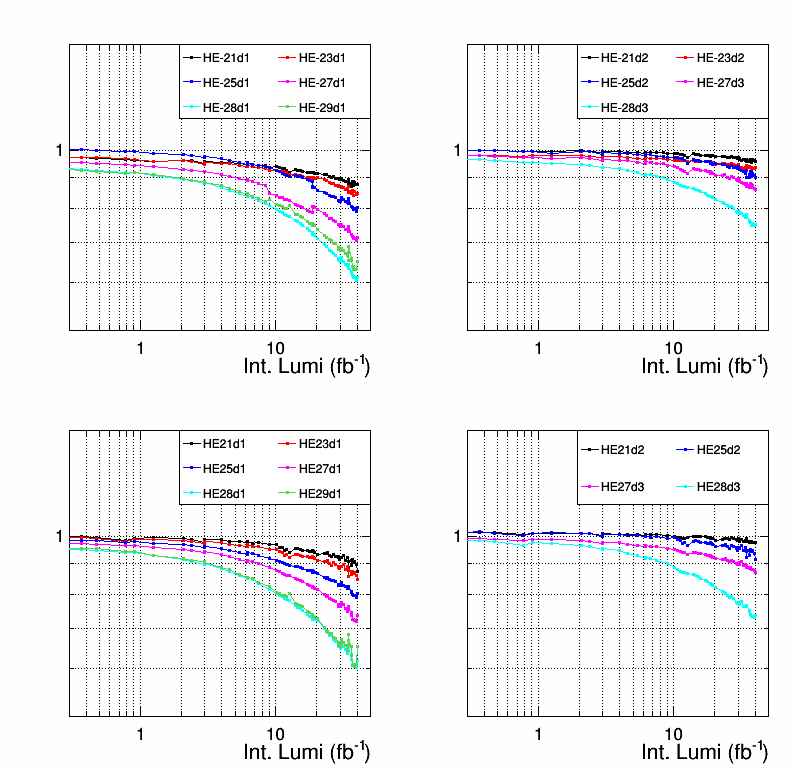 HE-21d1 HE-23d1
HE-25d1 HE-27d1
HE-28d1 HE-29d1
1
1 10
Int. Lumi (fb-1)
HE-21d2 HE-23d2
HE-25d2 HE-27d3
HE-28d3
1
1 10
Int. Lumi (fb-1)
HE21d1 HE23d1
HE25d1 HE27d1
HE28d1 HE29d1
1
1 10
Int. Lumi (fb-1)
HE21d2 HE25d2
HE27d3 HE28d3
1
1 10
Int. Lumi (fb-1)